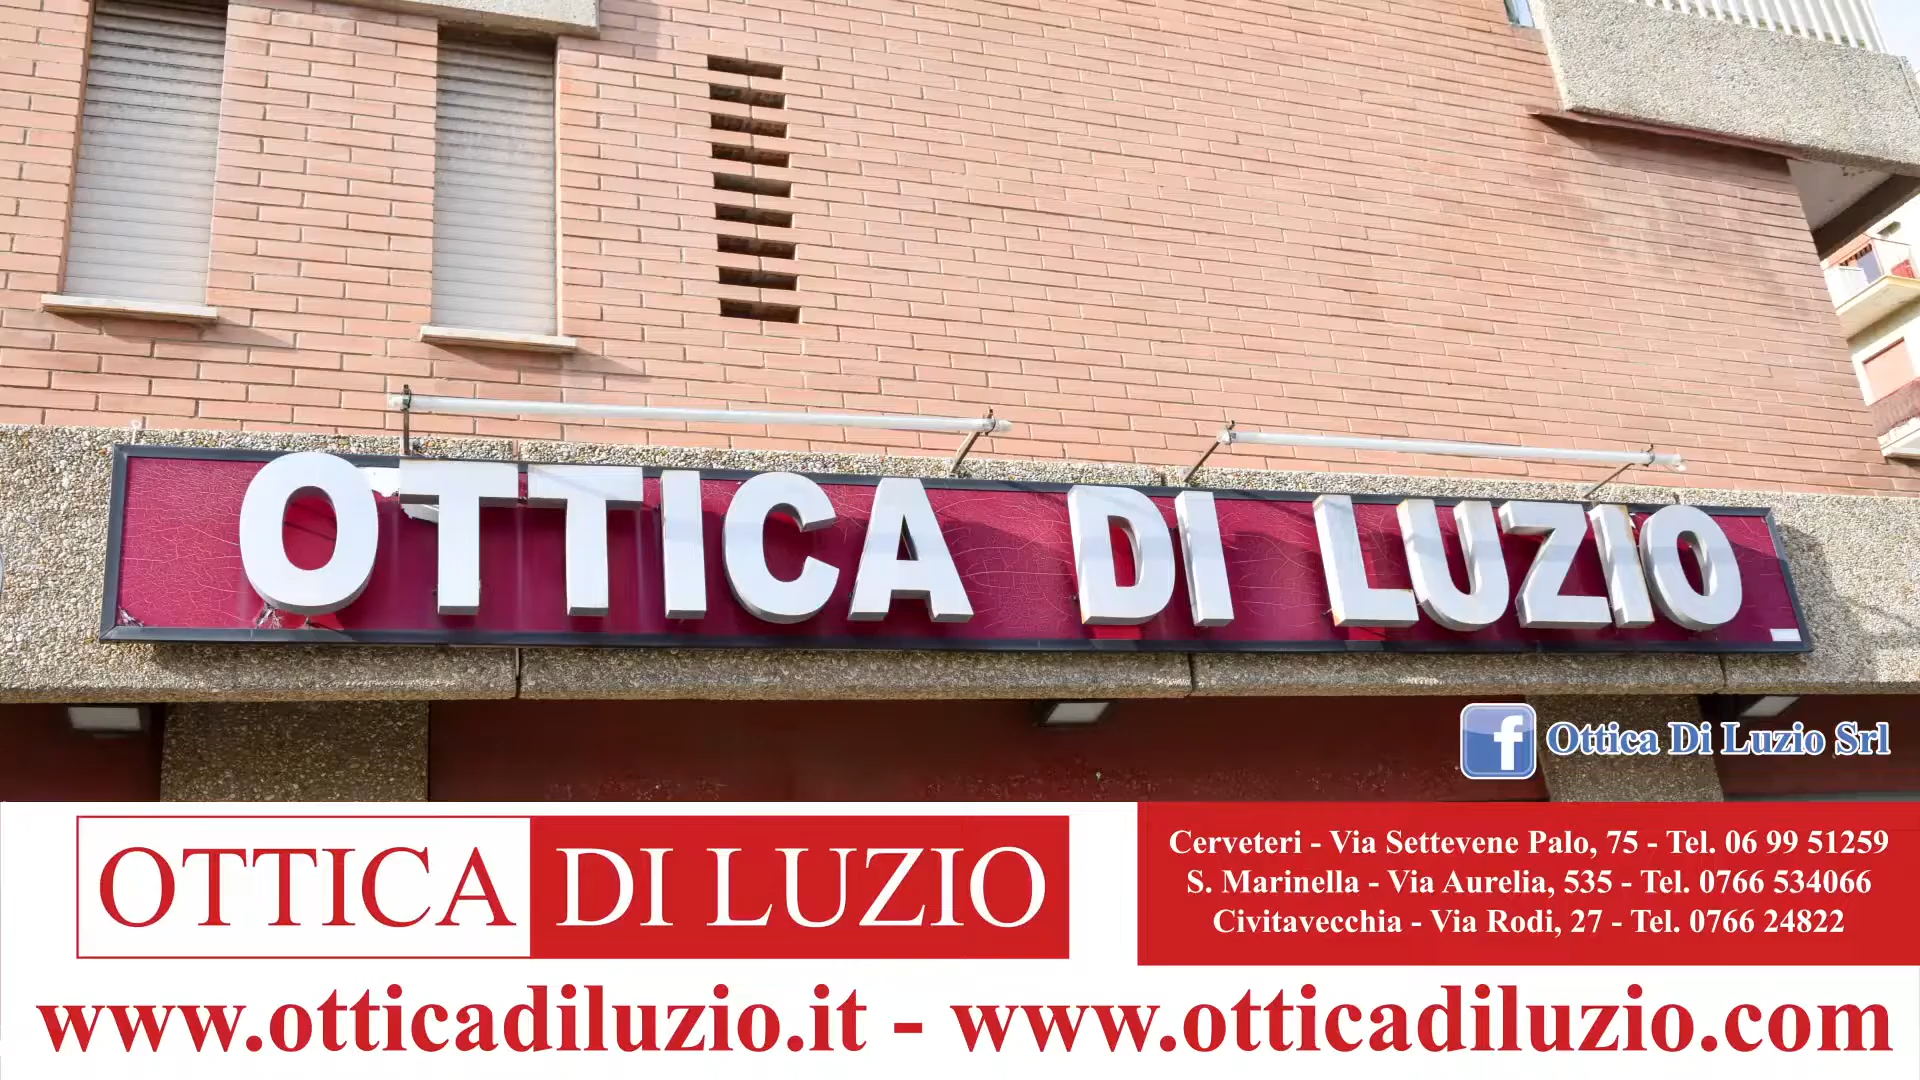 OTTICA DI LUZIO
f Ottica Di Luzio Srl
OTTICA DI LUZIO
Cerveteri - Via Settevene Palo, 75 - Tel. 06 99 51259
S. Marinella - Via Aurelia, 535 - Tel. 0766 534066
Civitavecchia - Via Rodi, 27 - Tel. 0766 24822
www.otticadiluzio.it - www.otticadiluzio.com